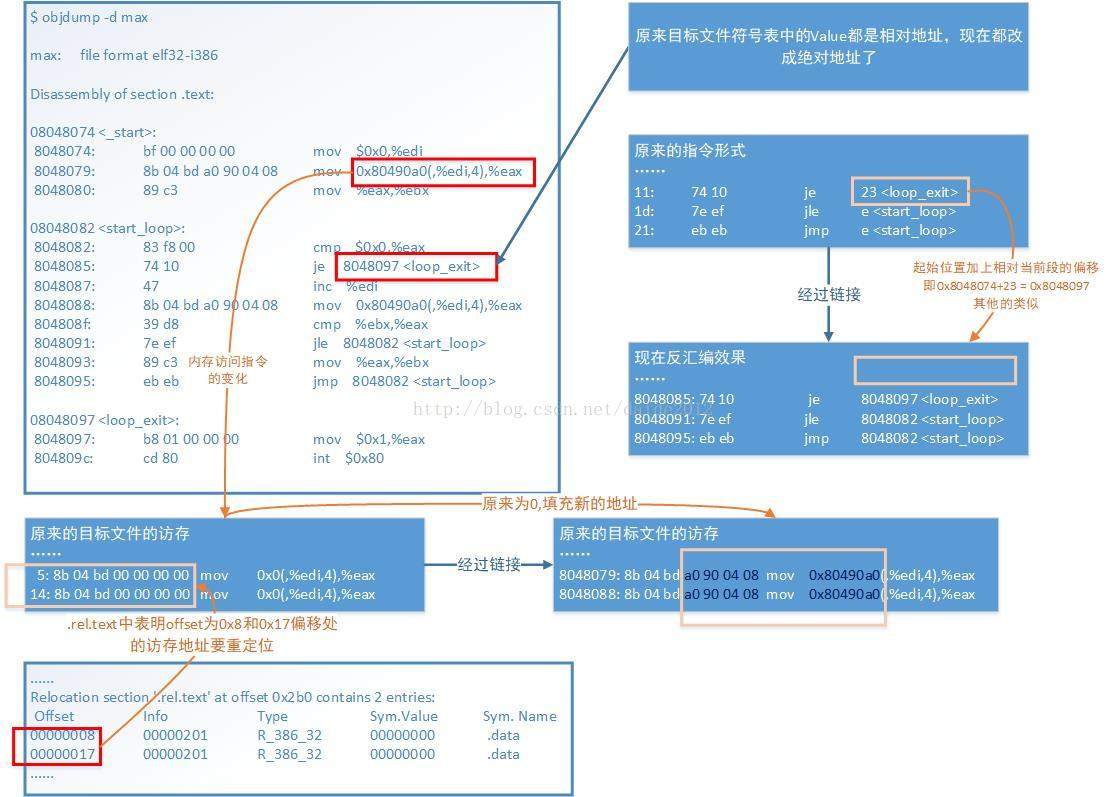 $ objdump -d max
max: file format elf32-i386
Disassembly of section .text:
08048074 <_start>:
8048074: bf 00 00 00 00 mov $0x0,%edi
8048079: 8b 04 bd a0 90 04 08 mov 0x80490a0(,%edi,4),%eax
8048080: 89 c3 mov %eax,%ebx
08048082 <start_loop>:
8048082: 83 f8 00 cmp $0x0,%eax
8048085: 74 10 je 8048097 <loop_exit>
8048087: 47 inc %edi
8048088: 8b 04 bd a0 90 04 08 mov 0x80490a0(,%edi,4),%eax
804808f: 39 d8 cmp %ebx,%eax
8048091: 7e ef jle 8048082 <start_loop>
8048093: 89 c3 mov %eax,%ebx
8048095: eb eb jmp 8048082 <start_loop>
内存访问指令
的变化
08048097 <loop_exit>:
8048097: b8 01 00 00 00 mov $0x1,%eax
804809c: cd 80 int $0x80
原来目标文件符号表中的Value都是相对地址，现在都改
成绝对地址了
原来的指令形式
……
11: 74 10 je 23 <loop_exit>
1d: 7e ef jle e <start_loop>
21: eb eb jmp e <start_loop>
经过链接
起始位置加上相对当前段的偏移
即0x8048074+23 = 0x8048097
其他的类似
现在反汇编效果
……
8048085: 74 10 je 8048097 <loop_exit>
8048091: 7e ef jle 8048082 <start_loop>
8048095: eb eb jmp 8048082 <start_loop>
原来为0,填充新的地址
原来的目标文件的访存
……
5: 8b 04 bd 00 00 00 00 mov 0x0(,%edi,4),%eax
14: 8b 04 bd 00 00 00 00 mov 0x0(,%edi,4),%eax
经过链接
原来的目标文件的访存
……
8048079: 8b 04 bd a0 90 04 08 mov 0x80490a0(,%edi,4),%eax
8048088: 8b 04 bd a0 90 04 08 mov 0x80490a0(,%edi,4),%eax
.rel.text中表明offset为0x8和0x17偏移处
的访存地址要重定位
......
Relocation section '.rel.text' at offset 0x2b0 contains 2 entries:
Offset Info Type Sym.Value Sym. Name
00000008 00000201 R_386_32 00000000 .data
00000017 00000201 R_386_32 00000000 .data
......